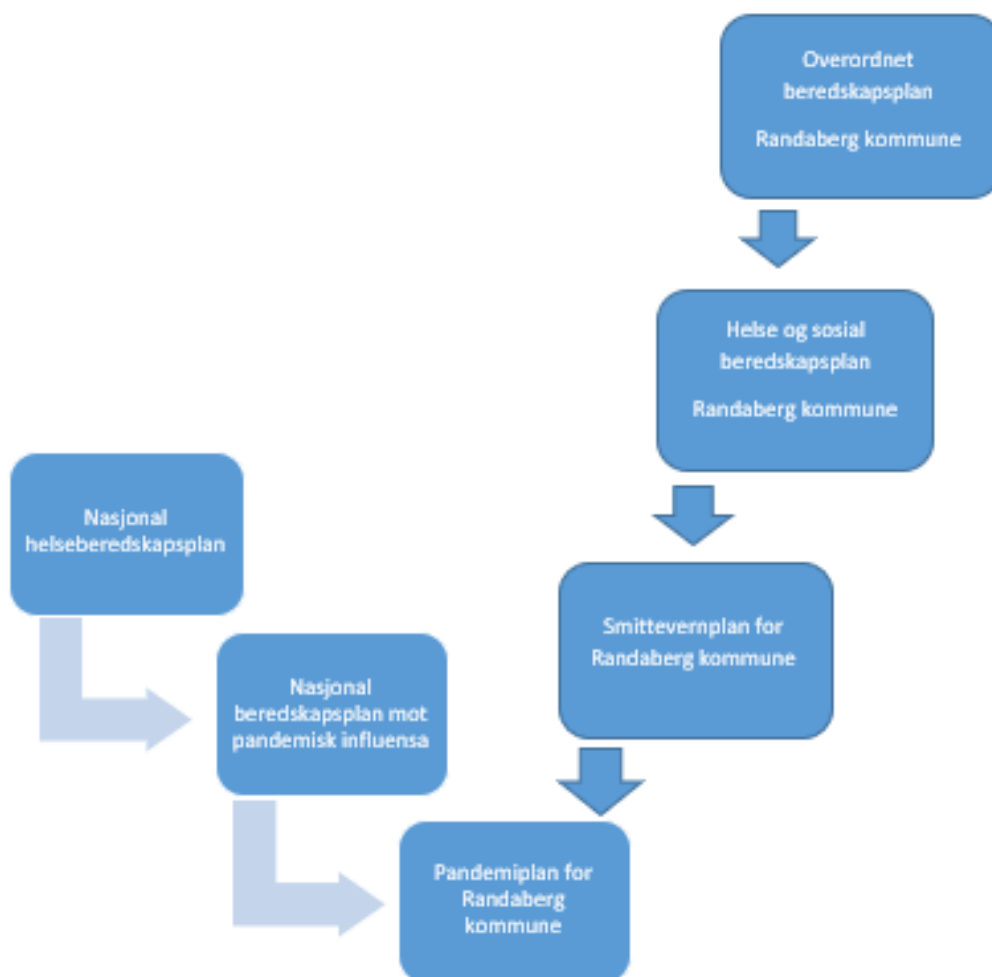 Overordnet
beredskapsplan
Randaberg kommune
Helse og sosial
beredskapsplan
Randaberg kommune
Nasjonal
helseberedskapsplan
Smittevernplan for
Randaberg kommune
Nasjonal
beredskapsplan mot
pandemisk influensa
Pandemiplan for
Randaberg
kommune